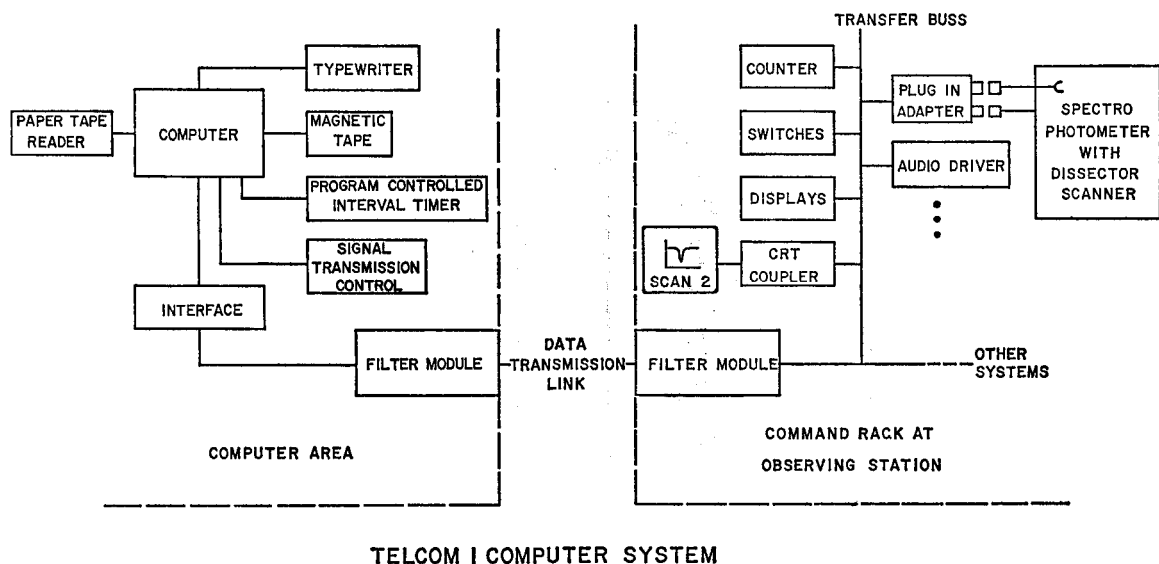 TRANSFER BUSS
TYPEWRITER
PAPER TAPE
READER
COMPUTER
MAGNETIC
TAPE
PROGRAM CONTROLLED
INTERVAL TIMER
SIGNAL
TRANSMISSION
CONTROL
INTERFACE
FILTER MODULE
DATA
TRANSMISSION
LINK
COMPUTER AREA
COUNTER
SWITCHES
DISPLAYS
SCAN 2
CRT
COUPLER
PLUG IN
ADAPTER
AUDIO DRIVER
SPECTRO
PHOTOMETER
WITH
DISSECTOR
SCANNER
FILTER MODULE
OTHER
SYSTEMS
COMMAND RACK AT
OBSERVING STATION
TELCOM I COMPUTER SYSTEM